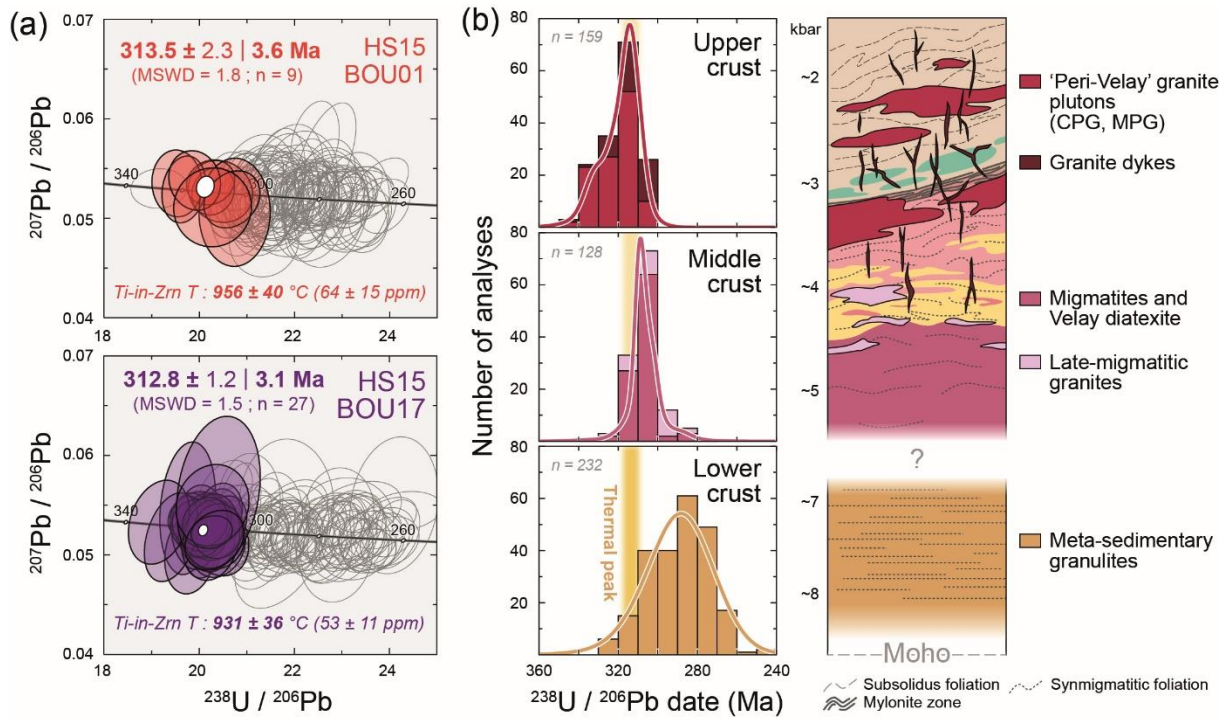 (a)
313.5 ± 2.3 | 3.6 Ma
(MSWD = 1.8 ; n = 9)
HS15
BOU01
0.07
0.06
0.05
0.04
207Pb / 206Pb
340
300
260
Ti-in-Zrn T : 956 ± 40 °C (64 ± 15 ppm)
312.8 ± 1.2 | 3.1 Ma
(MSWD = 1.5 ; n = 27)
HS15
BOU17
0.07
0.06
0.05
0.04
207Pb / 206Pb
340
300
260
Ti-in-Zrn T : 931 ± 36 °C (53 ± 11 ppm)
18 20 22 24
238U / 206Pb
(b)
Number of analyses
80
60
40
20
n = 159
Upper
crust
80
60
40
20
n = 128
Middle
crust
80
60
40
20
n = 232
Lower
crust
Thermal peak
360 320 280 240
238U / 206Pb date (Ma)
kbar
~2
~3
~4
~5
?
~7
~8
Moho
'Peri-Velay' granite
plutons
(CPG, MPG)
Granite dykes
Migmatites and
Velay diatexite
Late-migmatitic
granites
Meta-sedimentary
granulites
Subsolidus foliation
Synmigmatitic foliation
Mylonite zone